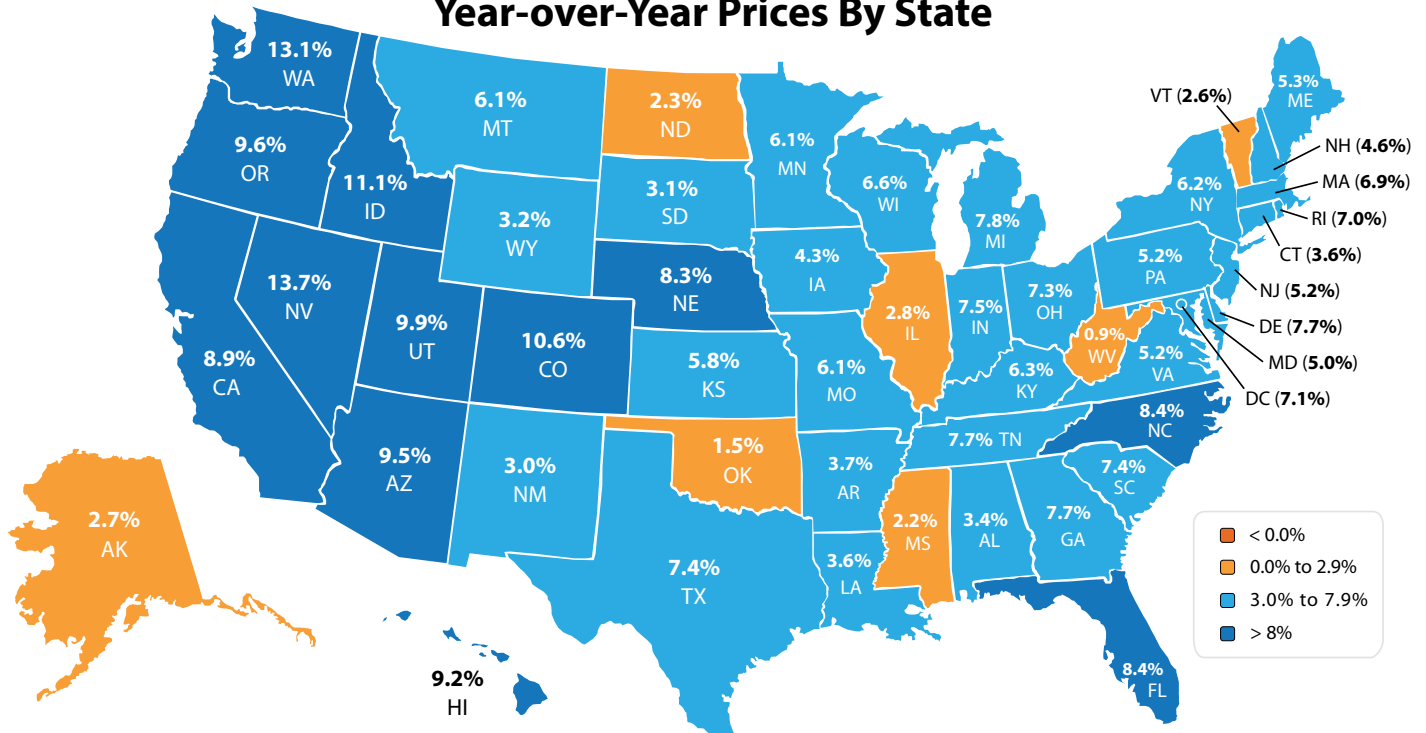 Year-over-Year Prices By State
13.1%
WA
9.6%
OR
11.1%
ID
6.1%
MT
2.3%
ND
6.1%
MN
3.1%
SD
3.2%
WY
6.6%
WI
7.8%
MI
8.3%
NE
4.3%
IA
13.7%
NV
9.9%
UT
10.6%
CO
8.9%
CA
5.8%
KS
6.1%
MO
2.8%
IL
7.5%
IN
7.3%
OH
0.9%
WV
6.3%
KY
5.2%
VA
5.2%
PA
6.2%
NY
5.3%
ME
VT (2.6%)
NH (4.6%)
MA (6.9%)
RI (7.0%)
CT (3.6%)
NJ (5.2%)
DE (7.7%)
MD (5.0%)
DC (7.1%)
8.4%
NC
7.7% TN
7.4%
SC
9.5%
AZ
3.0%
NM
1.5%
OK
3.7%
AR
2.2%
MS
3.4%
AL
7.7%
GA
7.4%
TX
3.6%
LA
8.4%
FL
2.7%
AK
9.2%
HI
< 0.0%
0.0% to 2.9%
3.0% to 7.9%
> 8%